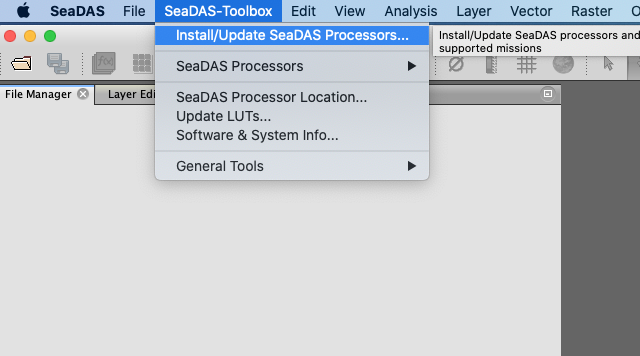 SeaDAS File SeaDAS-Toolbox Edit View Analysis Layer Vector Raster O
Install/Update SeaDAS Processors...
Install/Update SeaDAS processors and
supported missions
SeaDAS Processors
File Manager Layer Edi
SeaDAS Processor Location...
Update LUTs...
Software & System Info...
General Tools